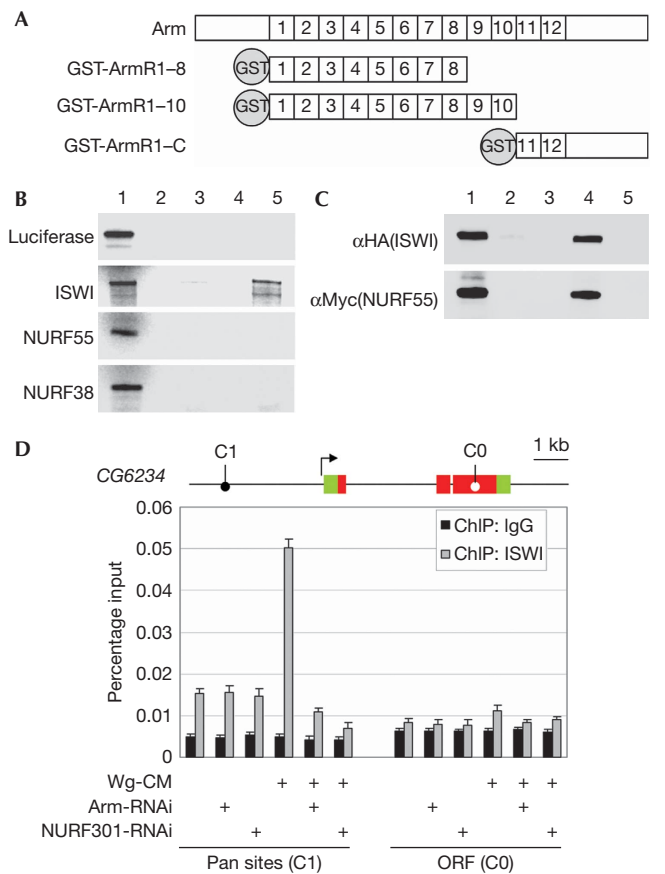 A
Arm 1 2 3 4 5 6 7 8 9 10 11 12
GST-ArmR1–8 GST 1 2 3 4 5 6 7 8
GST-ArmR1–10 GST 1 2 3 4 5 6 7 8 9 10
GST-ArmR1–C GST 11 12
B 1 2 3 4 5
Luciferase
ISWI
NURF55
NURF38
C 1 2 3 4 5
αHA(ISWI)
αMyc(NURF55)
D
C1 C0 1 kb
CG6234
ChIP: IgG
ChIP: ISWI
Percentage input
0.06
0.05
0.04
0.03
0.02
0.01
0
Wg-CM + + + + + +
Arm-RNAi + + + +
NURF301-RNAi + + + +
Pan sites (C1) ORF (C0)